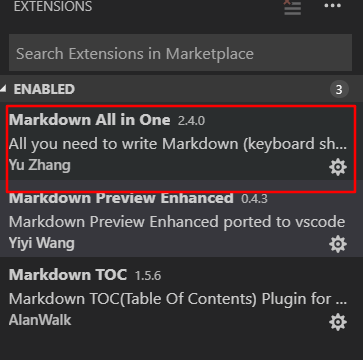 EXTENSIONS
Search Extensions in Marketplace
ENABLED 3
Markdown All in One 2.4.0
All you need to write Markdown (keyboard sh...
Yu Zhang
Markdown Preview Enhanced 0.4.3
Markdown Preview Enhanced ported to vscode
Yiyi Wang
Markdown TOC 1.5.6
Markdown TOC(Table Of Contents) Plugin for ...
AlanWalk